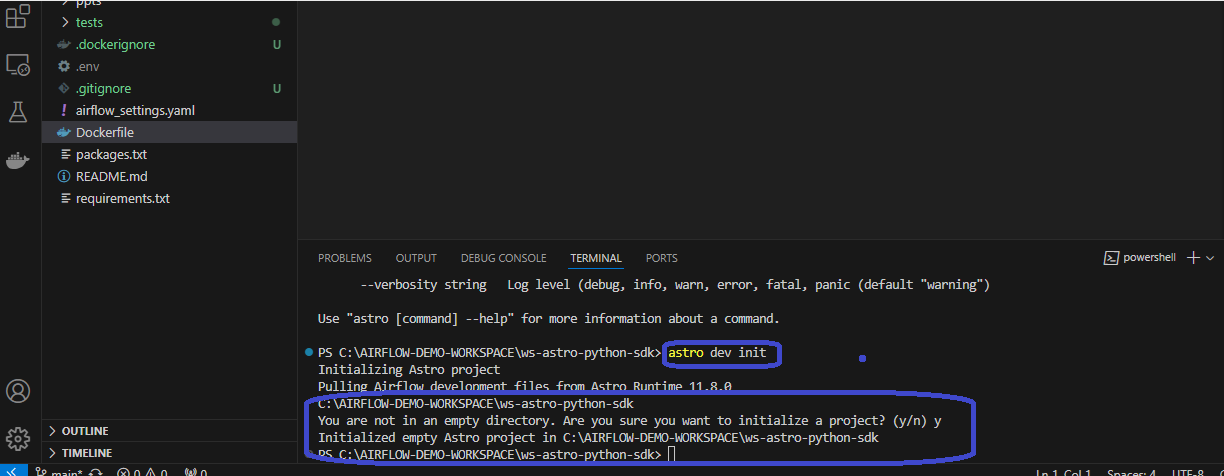 ppts
tests
.dockerignore U
.env
.gitignore U
! airflow_settings.yaml
Dockerfile
packages.txt
README.md
requirements.txt
PROBLEMS OUTPUT DEBUG CONSOLE TERMINAL PORTS powershell
--verbosity string Log level (debug, info, warn, error, fatal, panic (default "warning")
Use "astro [command] --help" for more information about a command.
PS C:\AIRFLOW-DEMO-WORKSPACE\ws-astro-python-sdk> astro dev init
Initializing Astro project
Pulling Airflow development files from Astro Runtime 11.8.0
C:\AIRFLOW-DEMO-WORKSPACE\ws-astro-python-sdk
You are not in an empty directory. Are you sure you want to initialize a project? (y/n) y
Initialized empty Astro project in C:\AIRFLOW-DEMO-WORKSPACE\ws-astro-python-sdk
PS C:\AIRFLOW-DEMO-WORKSPACE\ws-astro-python-sdk>
OUTLINE
TIMELINE
main* 0 0 0 Ln 1, Col 1 Spaces: 4 UTF-8